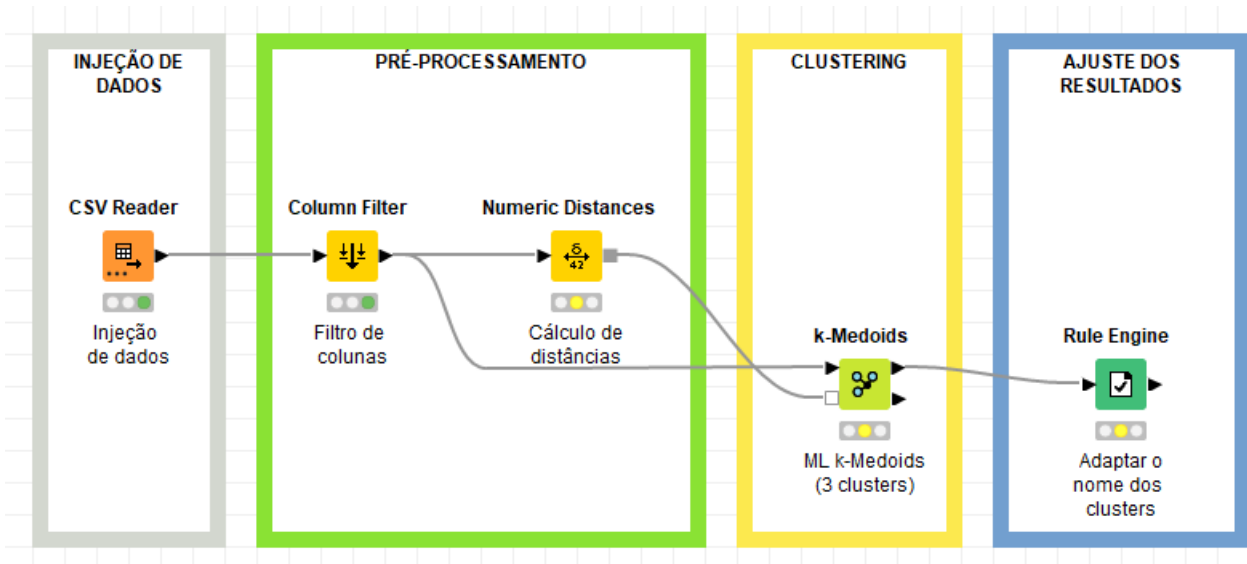 INJEÇÃO DE
DADOS
PRÉ-PROCESSAMENTO
CLUSTERING
AJUSTE DOS
RESULTADOS
CSV Reader
Injeção
de dados
Column Filter
Filtro de
colunas
Numeric Distances
δ
42
Cálculo de
distâncias
k-Medoids
ML k-Medoids
(3 clusters)
Rule Engine
Adaptar o
nome dos
clusters